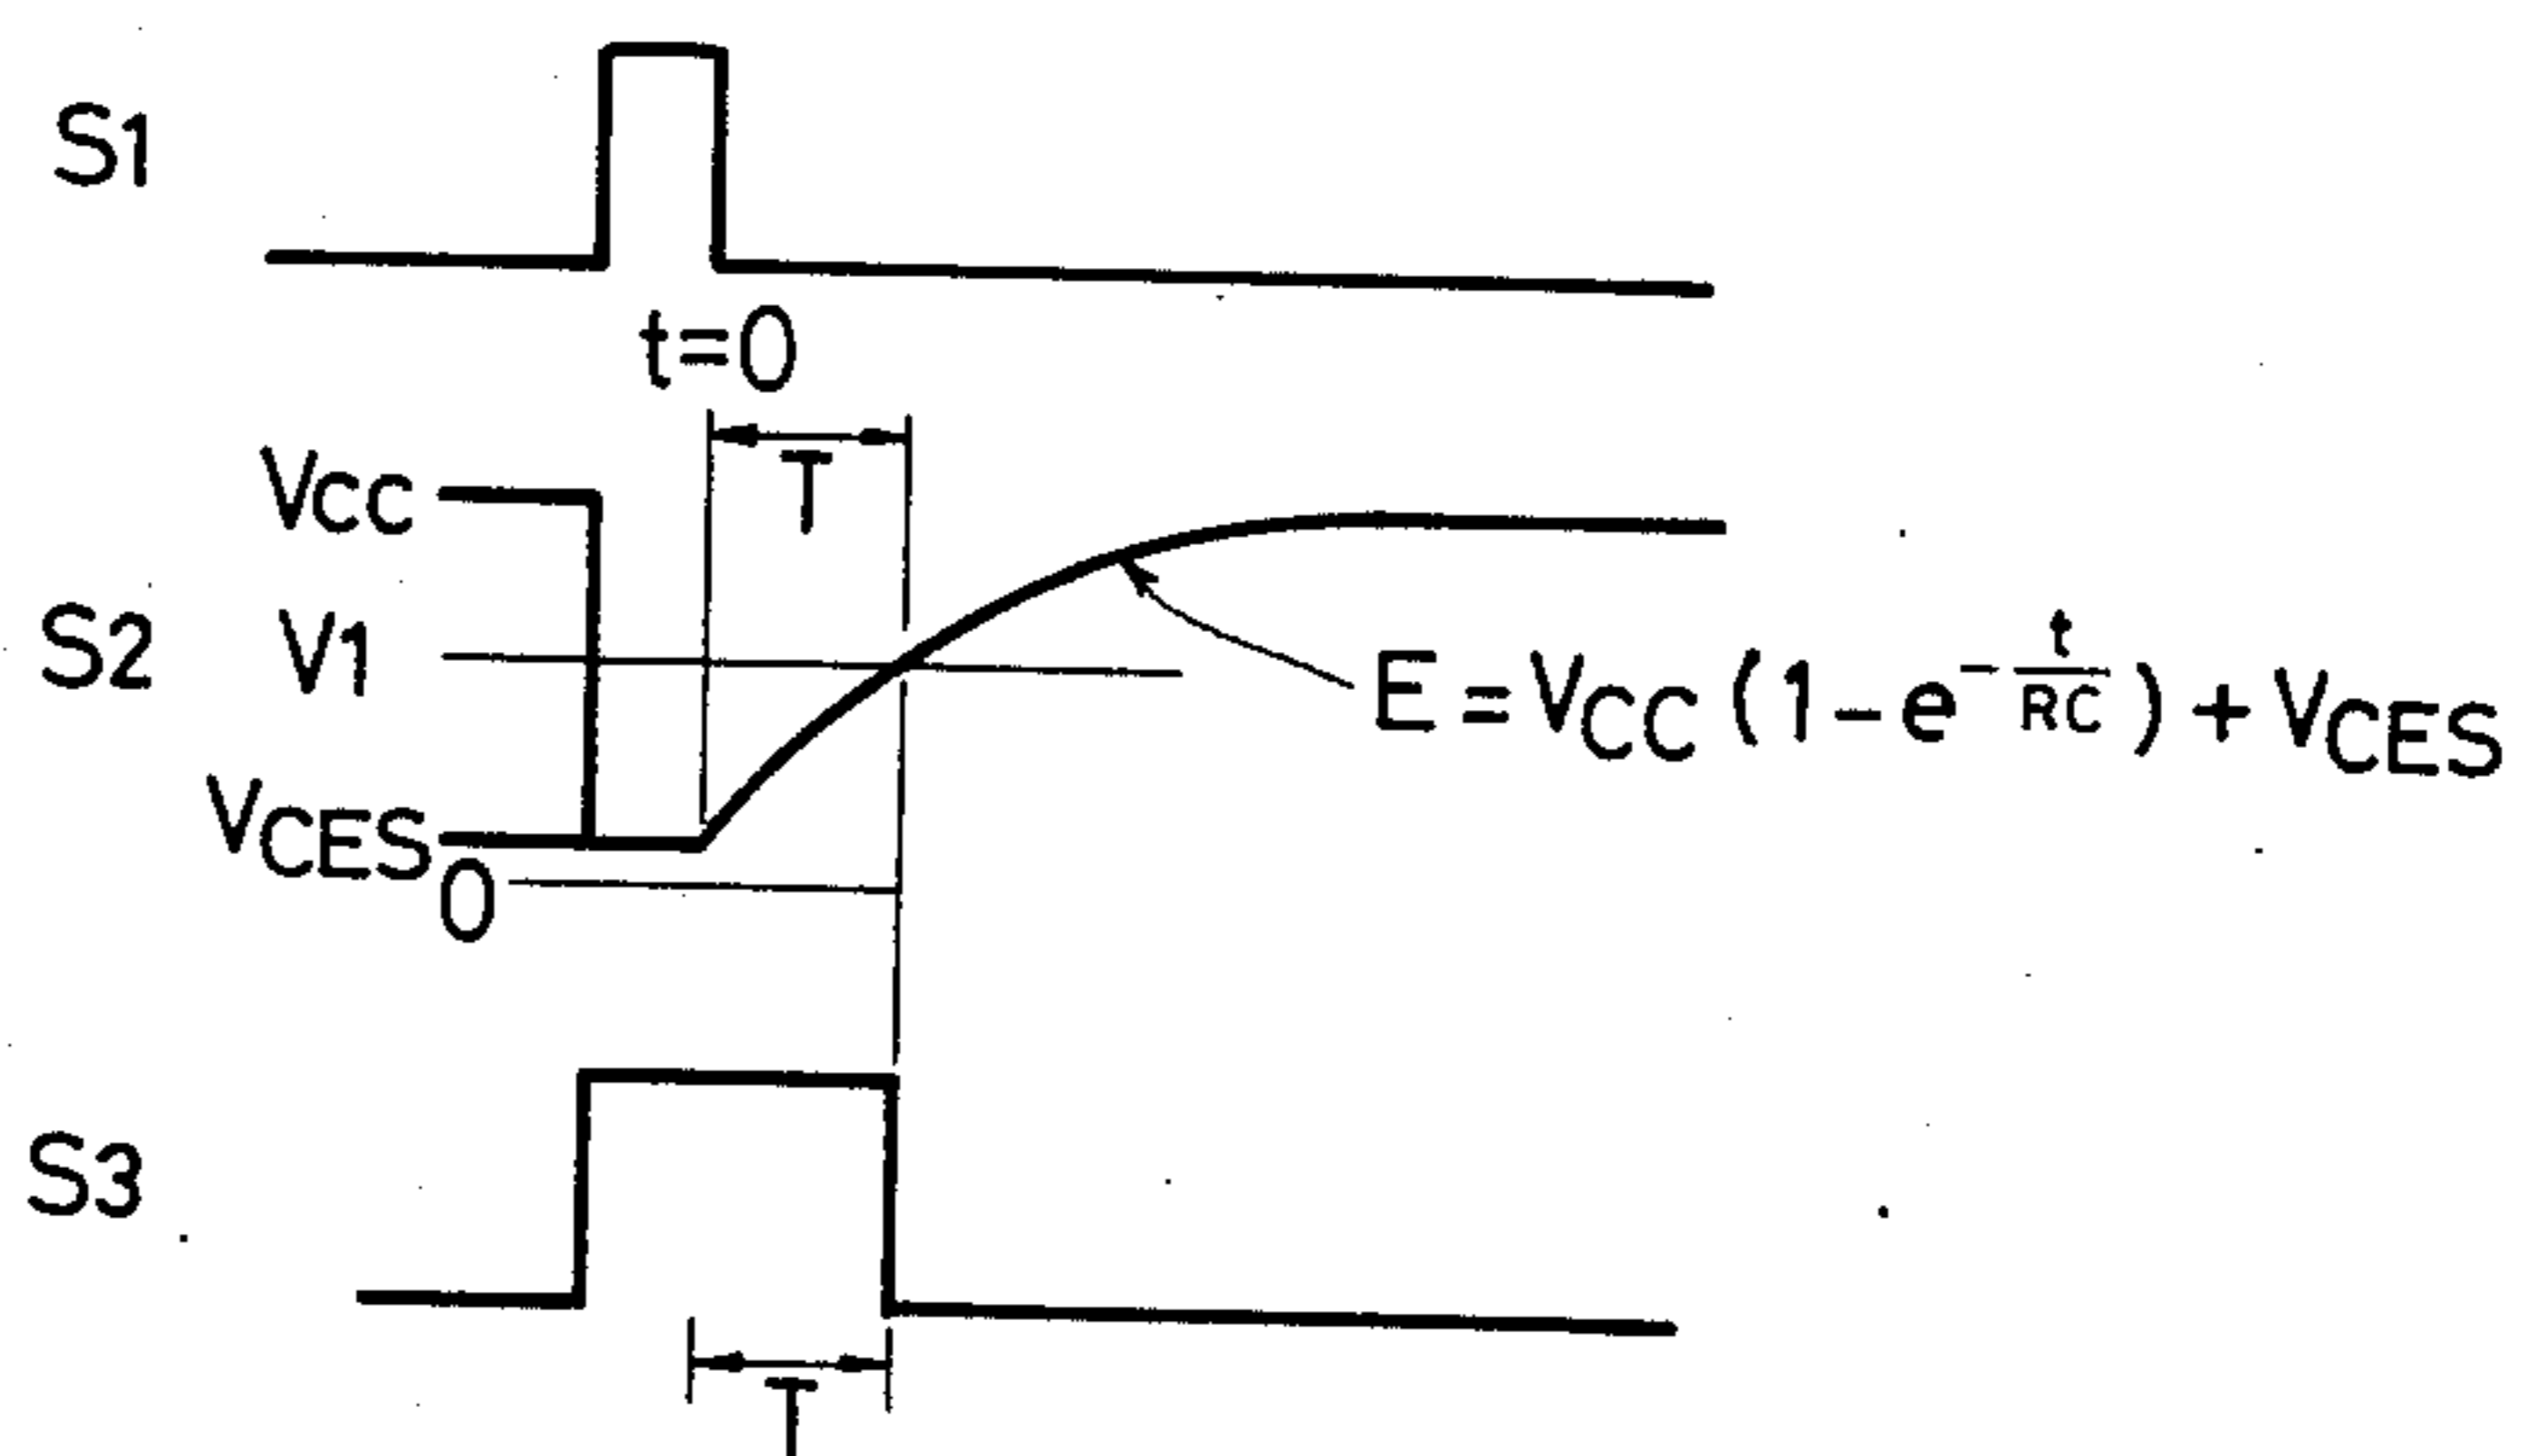 S1
t=0
T
VCC
S2
V1
E = VCC (1 - e^{-t/RC}) + VCES
VCES
0
S3
T